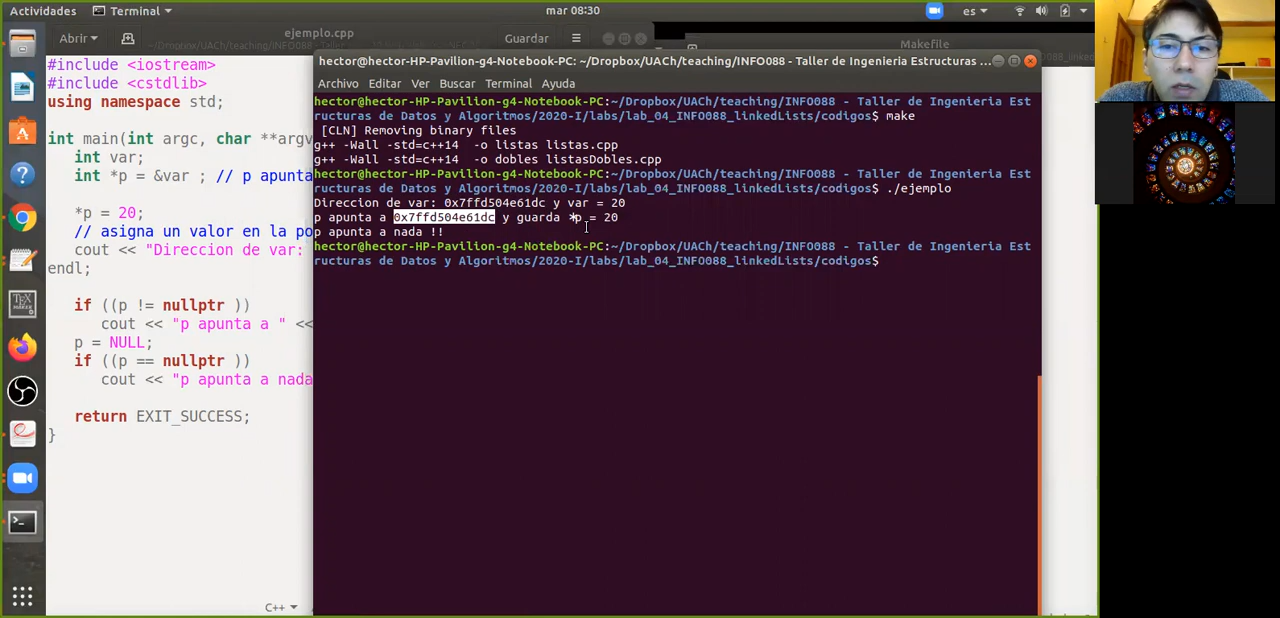 Actividades
Terminal
mar 08:30
es
Abrir
ejemplo.cpp
Guardar
Makefile
#include <iostream>
#include <cstdlib>
using namespace std;
int main(int argc, char **argv
int var;
int *p = &var ; // p apunta
*p = 20;
// asigna un valor en la po
cout << "Direccion de var:
endl;
if ((p != nullptr ))
cout << "p apunta a " <<
p = NULL;
if ((p == nullptr ))
cout << "p apunta a nada
return EXIT_SUCCESS;
}
C++
hector@hector-HP-Pavilion-g4-Notebook-PC: ~/Dropbox/UACh/teaching/INFO088 - Taller de Ingenieria Estructuras ...
Archivo Editar Ver Buscar Terminal Ayuda
hector@hector-HP-Pavilion-g4-Notebook-PC:~/Dropbox/UACh/teaching/INFO088 - Taller de Ingenieria Est
ructuras de Datos y Algoritmos/2020-I/labs/lab_04_INFO088_linkedLists/codigos$ make
[CLN] Removing binary files
g++ -Wall -std=c++14  -o listas listas.cpp
g++ -Wall -std=c++14  -o dobles listasDobles.cpp
hector@hector-HP-Pavilion-g4-Notebook-PC:~/Dropbox/UACh/teaching/INFO088 - Taller de Ingenieria Est
ructuras de Datos y Algoritmos/2020-I/labs/lab_04_INFO088_linkedLists/codigos$ ./ejemplo
Direccion de var: 0x7ffd504e61dc y var = 20
p apunta a 0x7ffd504e61dc y guarda *p = 20
p apunta a nada !!
hector@hector-HP-Pavilion-g4-Notebook-PC:~/Dropbox/UACh/teaching/INFO088 - Taller de Ingenieria Est
ructuras de Datos y Algoritmos/2020-I/labs/lab_04_INFO088_linkedLists/codigos$